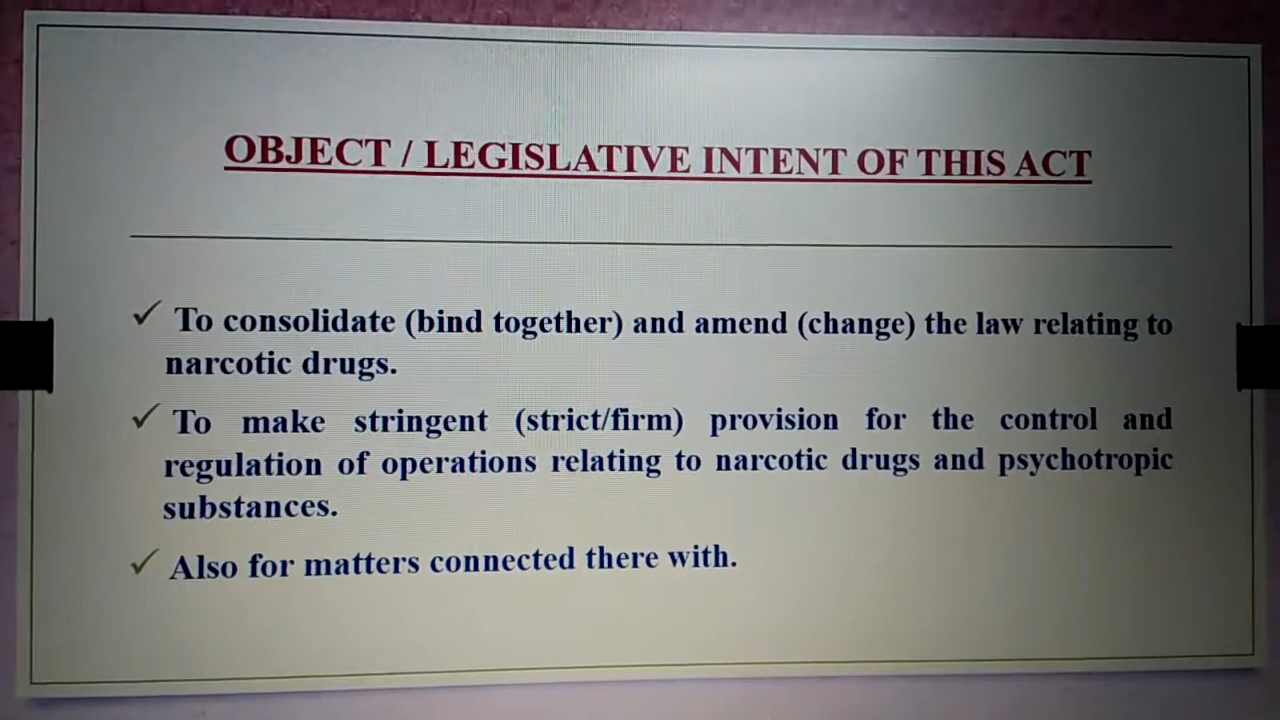 OBJECT / LEGISLATIVE INTENT OF THIS ACT
✓ To consolidate (bind together) and amend (change) the law relating to
narcotic drugs.
✓ To make stringent (strict/firm) provision for the control and
regulation of operations relating to narcotic drugs and psychotropic
substances.
✓ Also for matters connected there with.